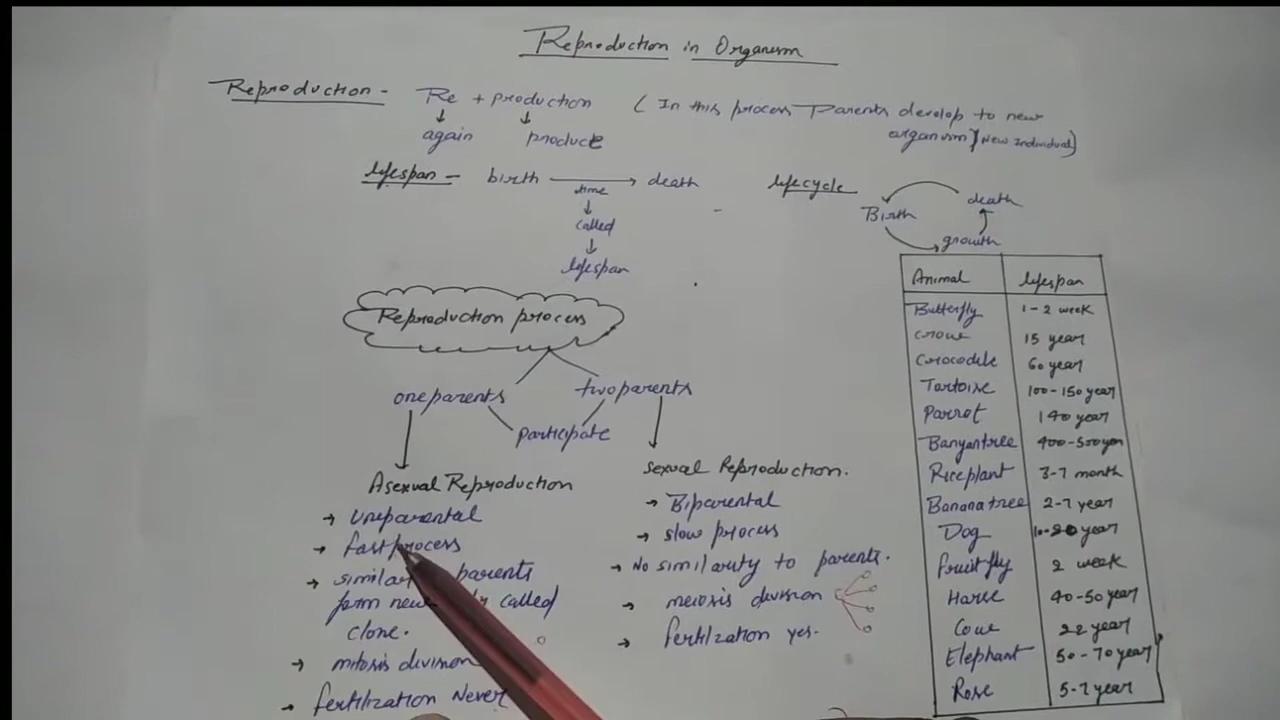 Reproduction in Organism
Reproduction - Re + production ( In this process Parents develop to new
again produce organism) (New Individual)
lifespan - birth → death
time
called
lifespan
lifecycle
death
Birth
growth
Reproduction process
one parents two parents
participate
Asexual Reproduction
→ Uneparental
→ fast process
→ similar parents
form new called
clone.
→ mitosis division
→ fertilization Never
Sexual Reproduction.
→ Biparental
→ slow process
→ No similarity to parents.
→ meiosis division
→ fertlization yes.
Animal lifespan
Butterfly 1-2 week
Crow 15 year
Crocodile 60 year
Tortoise 100-150 year
Parrot 140 year
Banyan tree 400-500 year
Rice plant 3-7 month
Banana tree 2-7 year
Dog 10-20 year
fruit fly 2 week
Horse 40-50 year
Cow 22 year
Elephant 50-70 year
Rose 5-7 year